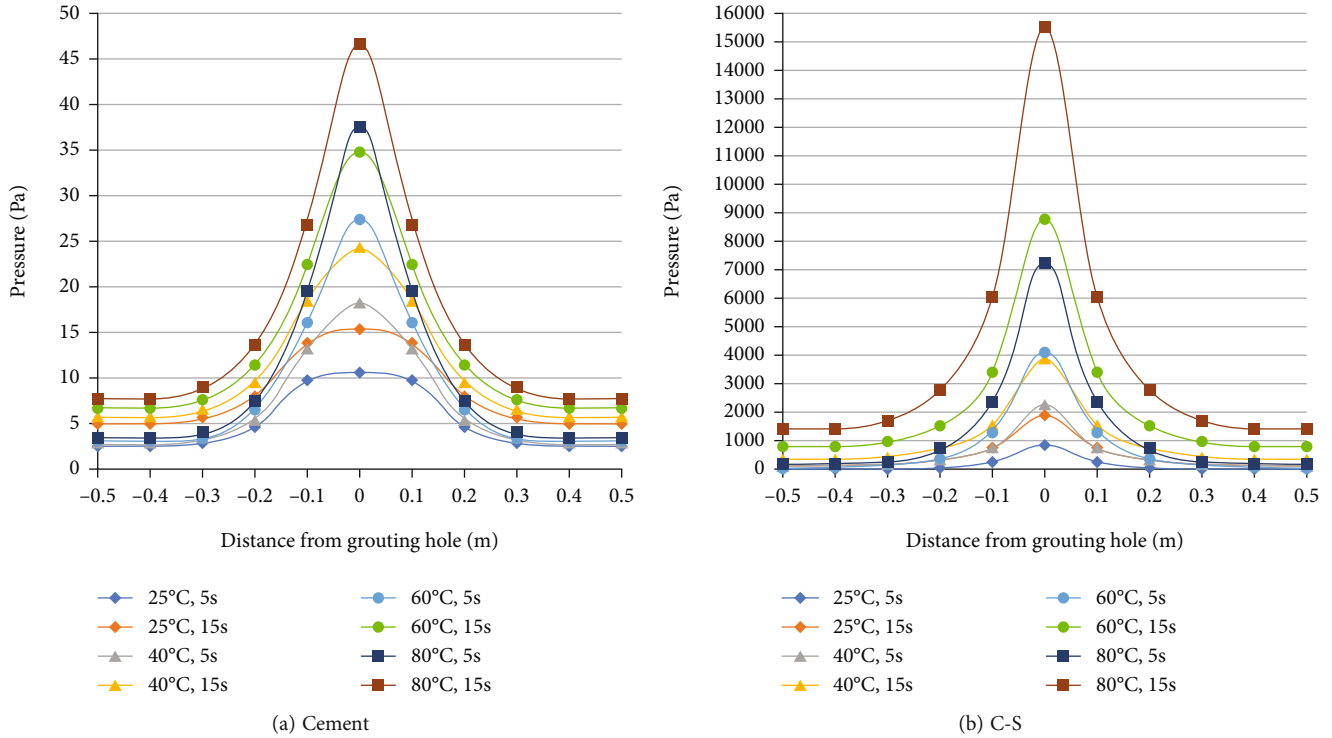 50
45
40
35
30
25
20
15
10
5
0
Pressure (Pa)
–0.5 –0.4 –0.3 –0.2 –0.1 0 0.1 0.2 0.3 0.4 0.5
Distance from grouting hole (m)
25°C, 5s
25°C, 15s
40°C, 5s
40°C, 15s
60°C, 5s
60°C, 15s
80°C, 5s
80°C, 15s
(a) Cement
16000
15000
14000
13000
12000
11000
10000
9000
8000
7000
6000
5000
4000
3000
2000
1000
0
Pressure (Pa)
–0.5 –0.4 –0.3 –0.2 –0.1 0 0.1 0.2 0.3 0.4 0.5
Distance from grouting hole (m)
25°C, 5s
25°C, 15s
40°C, 5s
40°C, 15s
60°C, 5s
60°C, 15s
80°C, 5s
80°C, 15s
(b) C-S